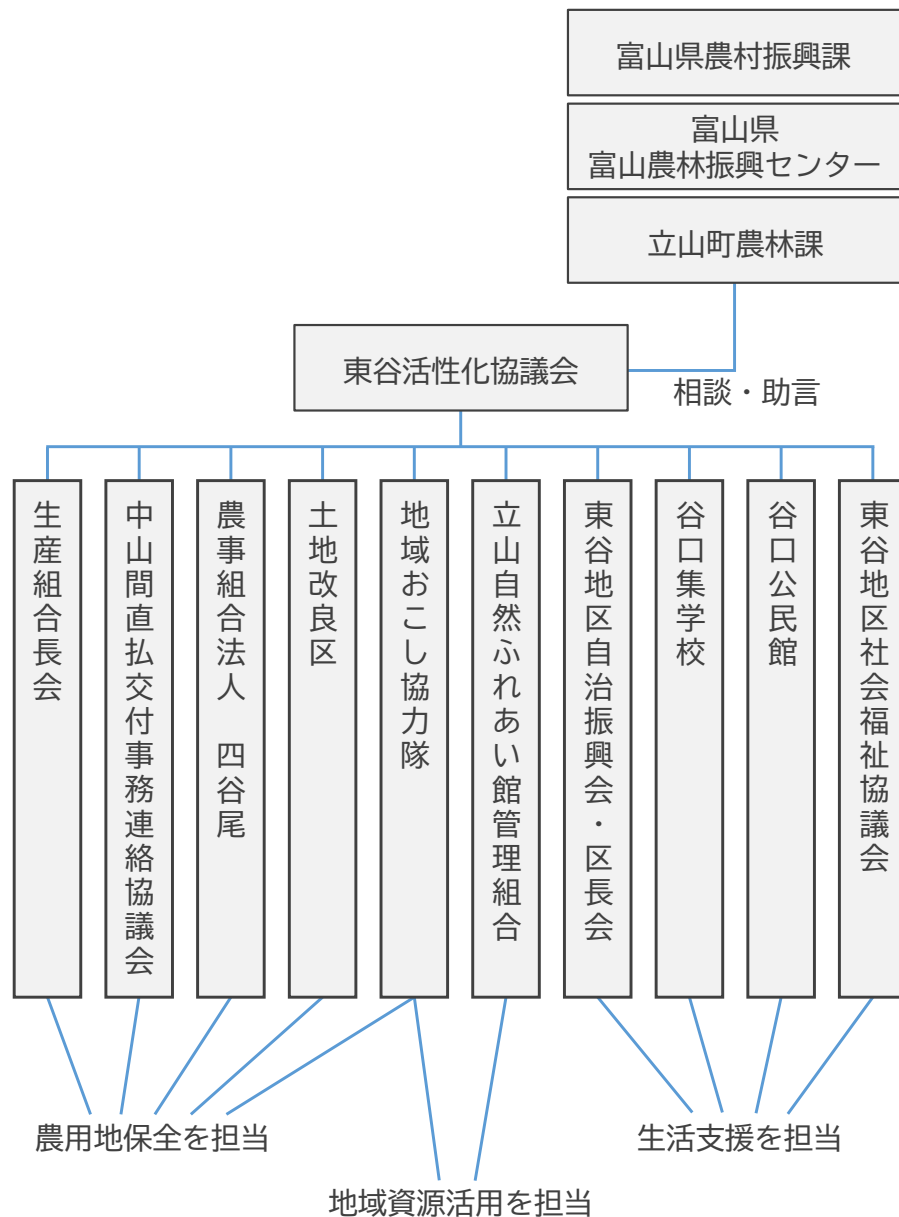 富山県農村振興課
富山県
富山農林振興センター
立山町農林課
東谷活性化協議会
相談・助言
生産組合長会
中山間直払交付事務連絡協議会
農事組合法人　四谷尾
土地改良区
地域おこし協力隊
立山自然ふれあい館管理組合
東谷地区自治振興会・区長会
谷口集学校
谷口公民館
東谷地区社会福祉協議会
農用地保全を担当
生活支援を担当
地域資源活用を担当